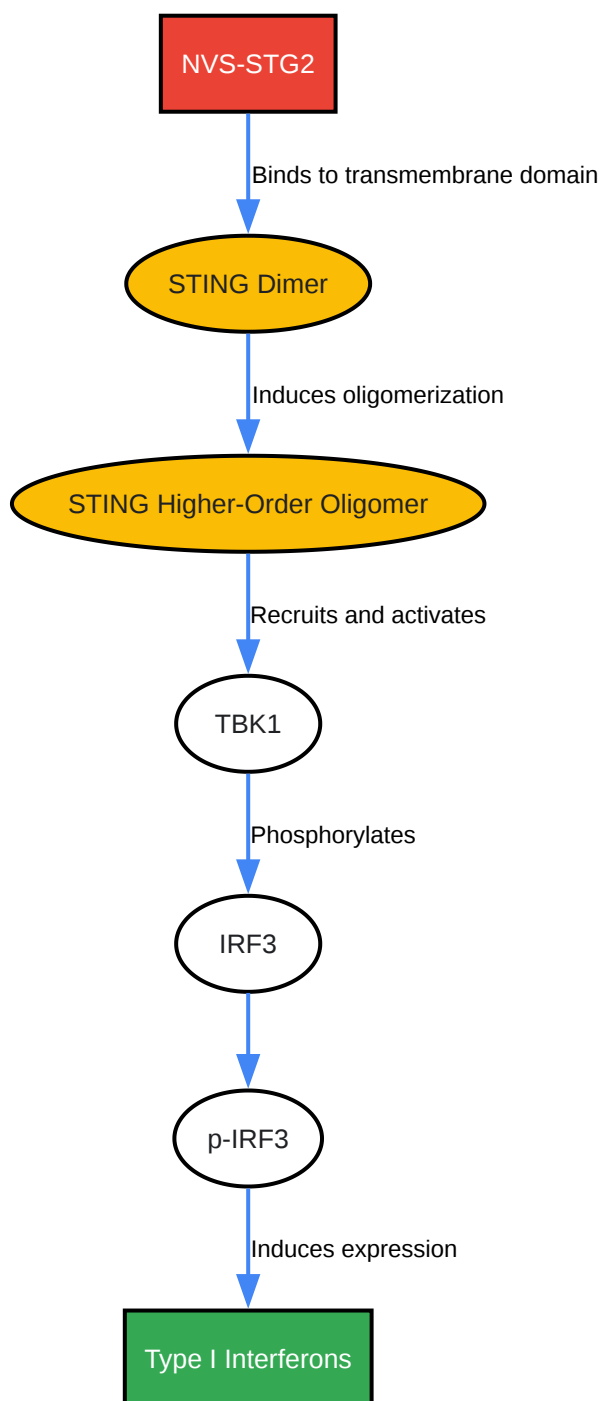 NVS-STG2
Binds to transmembrane domain
STING Dimer
Induces oligomerization
STING Higher-Order Oligomer
Recruits and activates
TBK1
Phosphorylates
IRF3
p-IRF3
Induces expression
Type I Interferons